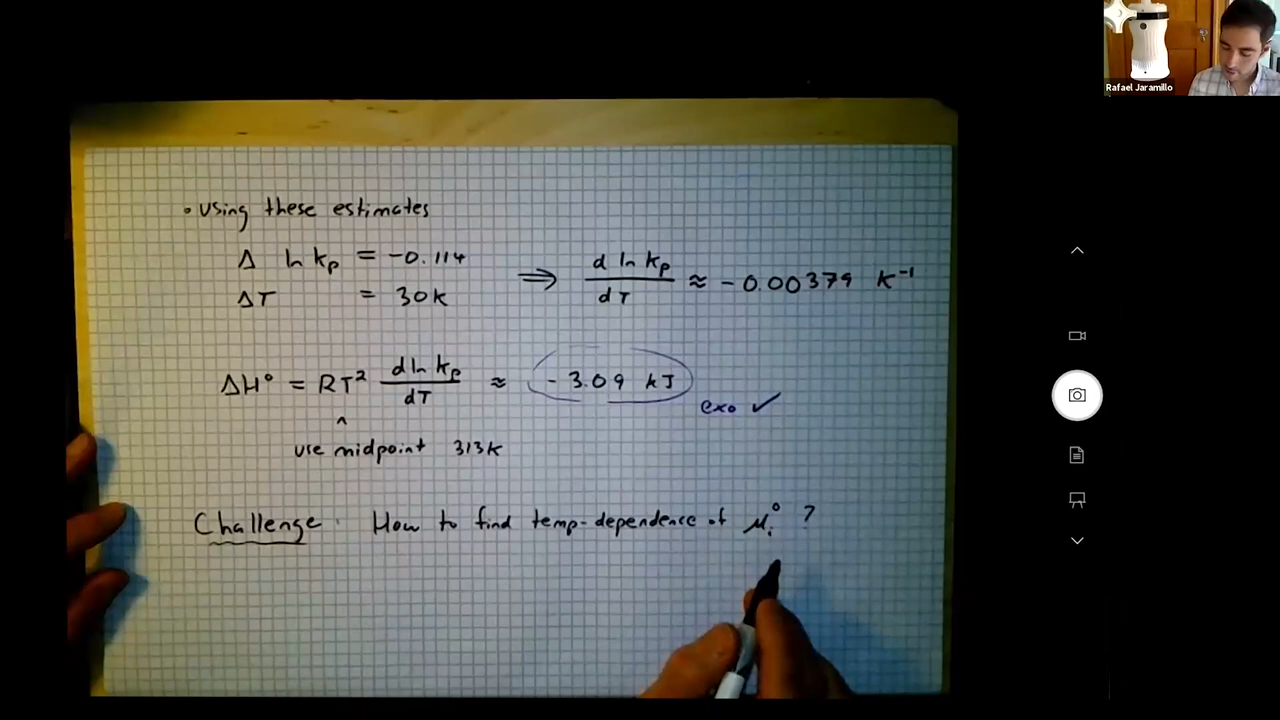 Rafael Jaramillo
• Using these estimates
Δ ln Kp = -0.114
ΔT = 30K
⟹ d ln Kp / dT ≈ -0.00379 K⁻¹
ΔH° = RT² d ln Kp / dT ≈ -3.09 kJ
exo ✓
^
use midpoint 313K
Challenge: How to find temp-dependence of μᵢ° ?